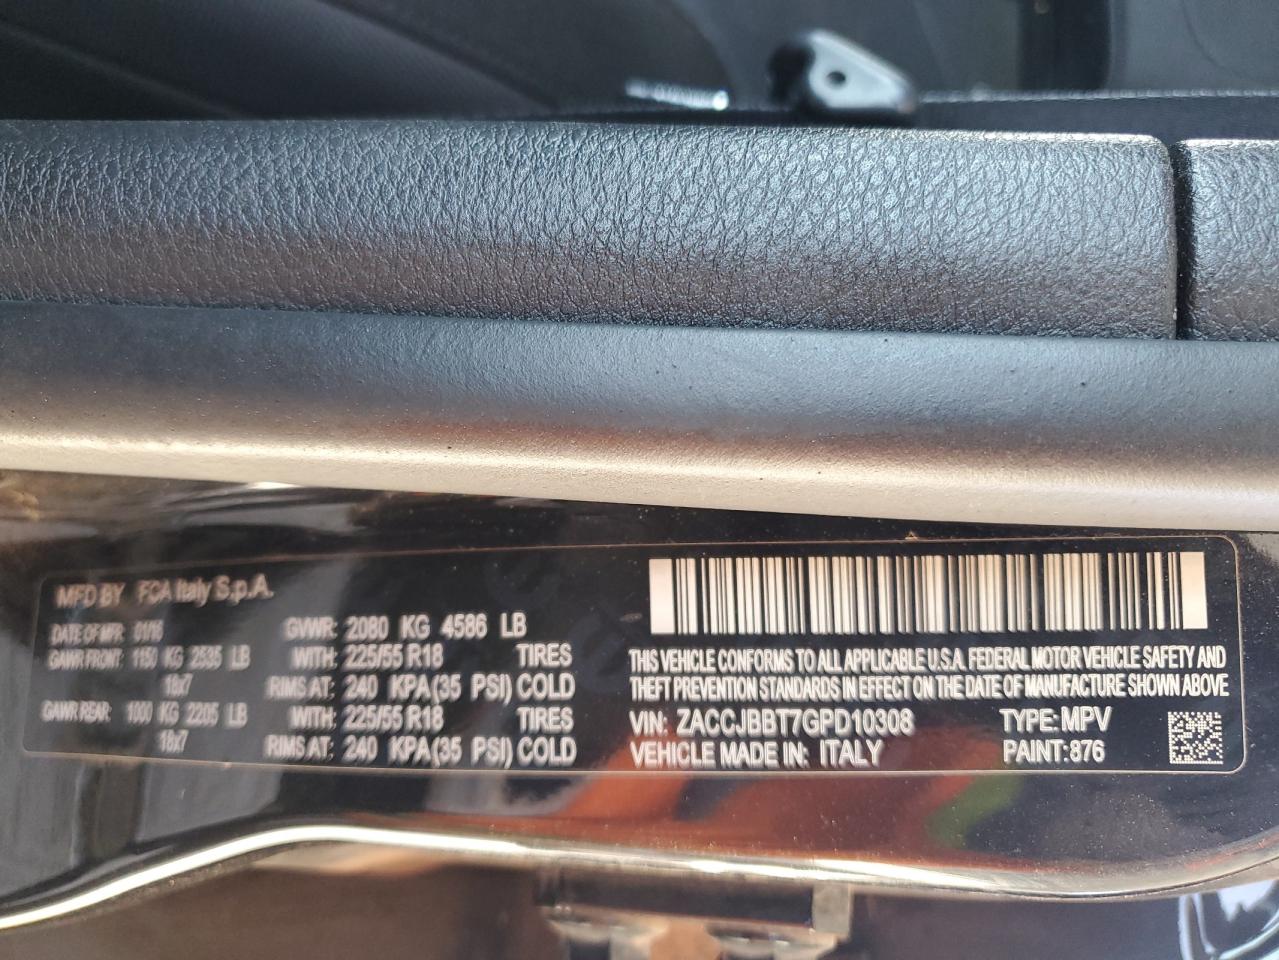 MFD BY FCA Italy S.p.A.
DATE OF MFR: 01/16 GVWR: 2080 KG 4586 LB
GAWR FRONT: 1150 KG 2535 LB WITH: 225/55 R18 TIRES
18x7 RIMS AT: 240 KPA(35 PSI) COLD
GAWR REAR: 1000 KG 2205 LB WITH: 225/55 R18 TIRES
18x7 RIMS AT: 240 KPA(35 PSI) COLD
THIS VEHICLE CONFORMS TO ALL APPLICABLE U.S.A. FEDERAL MOTOR VEHICLE SAFETY AND
THEFT PREVENTION STANDARDS IN EFFECT ON THE DATE OF MANUFACTURE SHOWN ABOVE
VIN: ZACCJBBT7GPD10308 TYPE: MPV
VEHICLE MADE IN: ITALY PAINT: 876